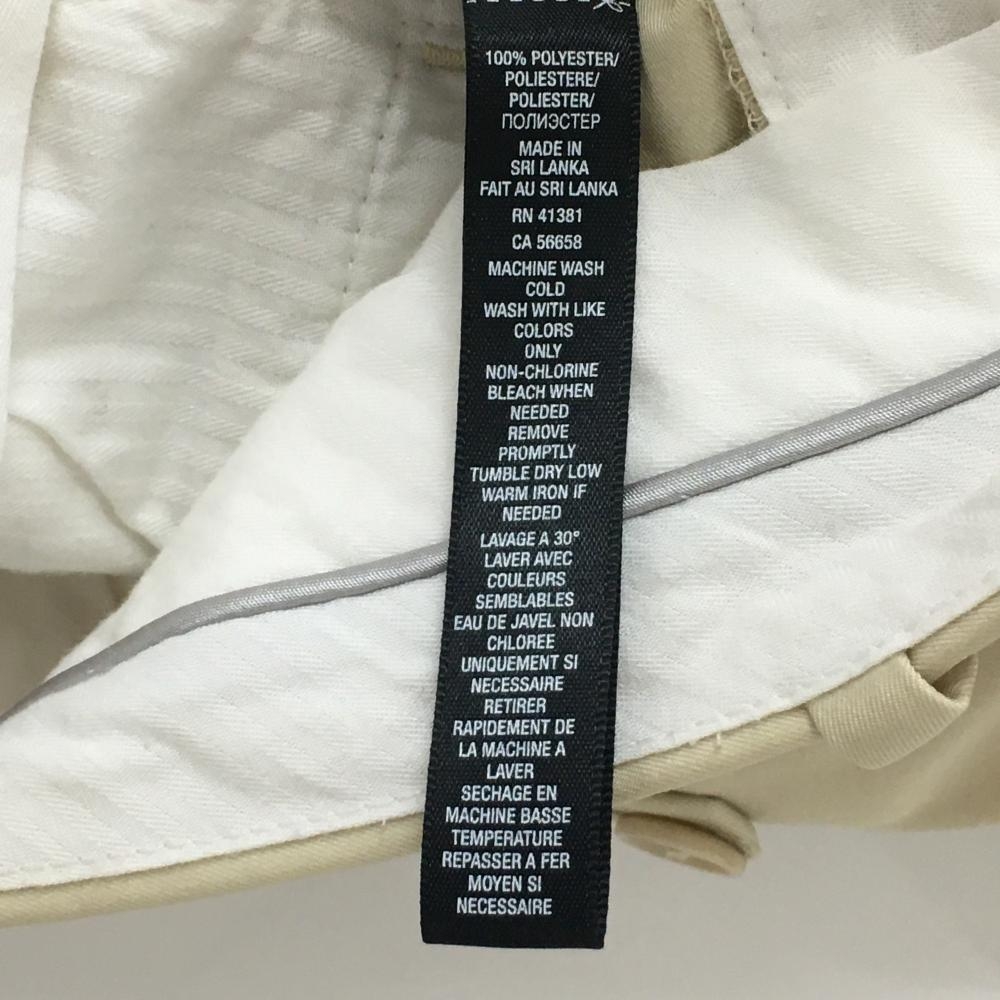 100% POLYESTER/
POLIESTERE/
POLIESTER/
ПОЛИЭСТЕР
MADE IN
SRI LANKA
FAIT AU SRI LANKA
RN 41381
CA 56658
MACHINE WASH
COLD
WASH WITH LIKE
COLORS
ONLY
NON-CHLORINE
BLEACH WHEN
NEEDED
REMOVE
PROMPTLY
TUMBLE DRY LOW
WARM IRON IF
NEEDED
LAVAGE A 30°
LAVER AVEC
COULEURS
SEMBLABLES
EAU DE JAVEL NON
CHLOREE
UNIQUEMENT SI
NECESSAIRE
RETIRER
RAPIDEMENT DE
LA MACHINE A
LAVER
SECHAGE EN
MACHINE BASSE
TEMPERATURE
REPASSER A FER
MOYEN SI
NECESSAIRE